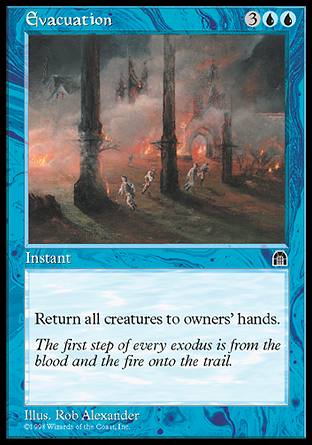 Evacuation 3
Instant
Return all creatures to owners' hands.
The first step of every exodus is from the
blood and the fire onto the trail.
Illus. Rob Alexander
©1998 Wizards of the Coast, Inc.